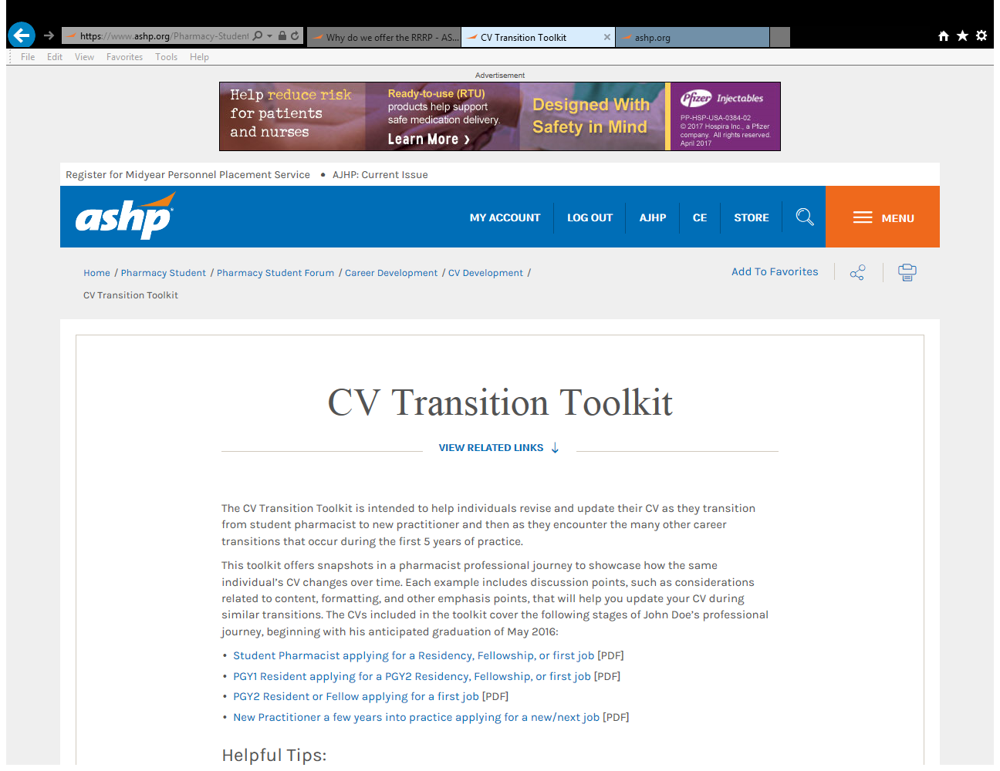 https://www.ashp.org/Pharmacy-Student
Why do we offer the RRRP - AS...
CV Transition Toolkit
ashp.org
File Edit View Favorites Tools Help
Advertisement
Help reduce risk
for patients
and nurses
Ready-to-use (RTU)
products help support
safe medication delivery.
Learn More ›
Designed With
Safety in Mind
Pfizer Injectables
PP-HSP-USA-0384-02
© 2017 Hospira Inc., a Pfizer
company. All rights reserved.
April 2017
Register for Midyear Personnel Placement Service • AJHP: Current Issue
ashp®
MY ACCOUNT
LOG OUT
AJHP
CE
STORE
MENU
Home / Pharmacy Student / Pharmacy Student Forum / Career Development / CV Development /
CV Transition Toolkit
Add To Favorites
CV Transition Toolkit
VIEW RELATED LINKS ↓
The CV Transition Toolkit is intended to help individuals revise and update their CV as they transition
from student pharmacist to new practitioner and then as they encounter the many other career
transitions that occur during the first 5 years of practice.
This toolkit offers snapshots in a pharmacist professional journey to showcase how the same
individual's CV changes over time. Each example includes discussion points, such as considerations
related to content, formatting, and other emphasis points, that will help you update your CV during
similar transitions. The CVs included in the toolkit cover the following stages of John Doe's professional
journey, beginning with his anticipated graduation of May 2016:
• Student Pharmacist applying for a Residency, Fellowship, or first job [PDF]
• PGY1 Resident applying for a PGY2 Residency, Fellowship, or first job [PDF]
• PGY2 Resident or Fellow applying for a first job [PDF]
• New Practitioner a few years into practice applying for a new/next job [PDF]
Helpful Tips: